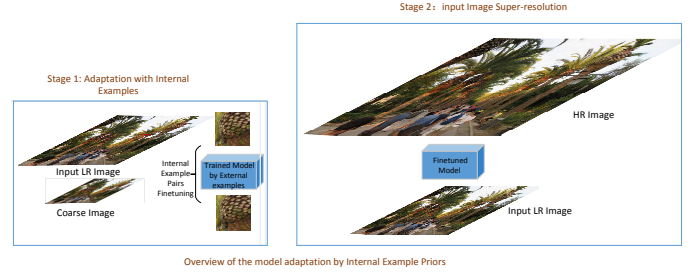 Stage 2：input Image Super-resolution
Stage 1: Adaptation with Internal
Examples
Input LR Image
Coarse Image
Internal
Example
Pairs
Finetuning
Trained Model
by External
examples
HR Image
Finetuned
Model
Input LR Image
Overview of the model adaptation by Internal Example Priors